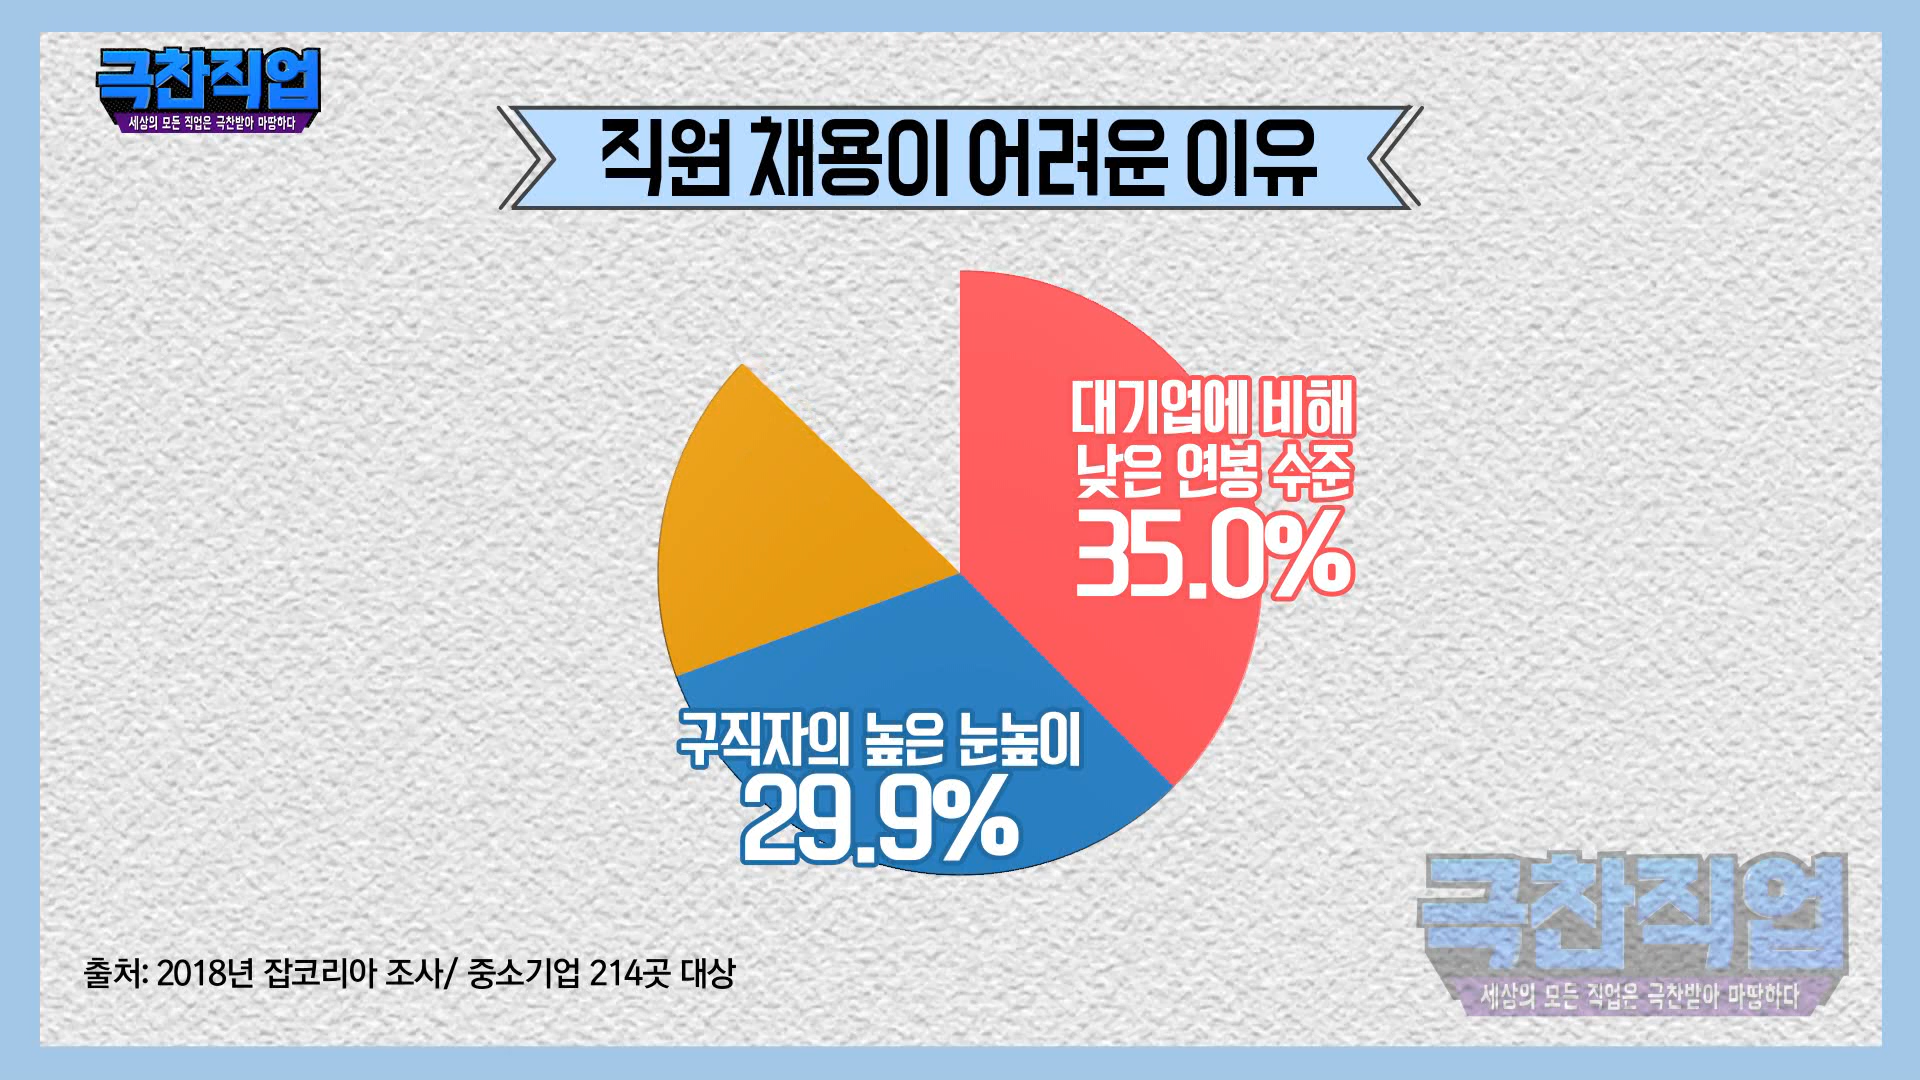 극찬직업
세상의 모든 직업은 극찬받아 마땅하다
직원 채용이 어려운 이유
대기업에 비해
낮은 연봉 수준
35.0%
구직자의 높은 눈높이
29.9%
출처: 2018년 잡코리아 조사/ 중소기업 214곳 대상
극찬직업
세상의 모든 직업은 극찬받아 마땅하다